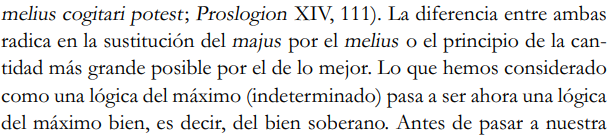 melius cogitari potest; Proslogion XIV, 111). La diferencia entre ambas
radica en la sustitución del majus por el melius o el principio de la can-
tidad más grande posible por el de lo mejor. Lo que hemos considerado
como una lógica del máximo (indeterminado) pasa a ser ahora una lógica
del máximo bien, es decir, del bien soberano. Antes de pasar a nuestra